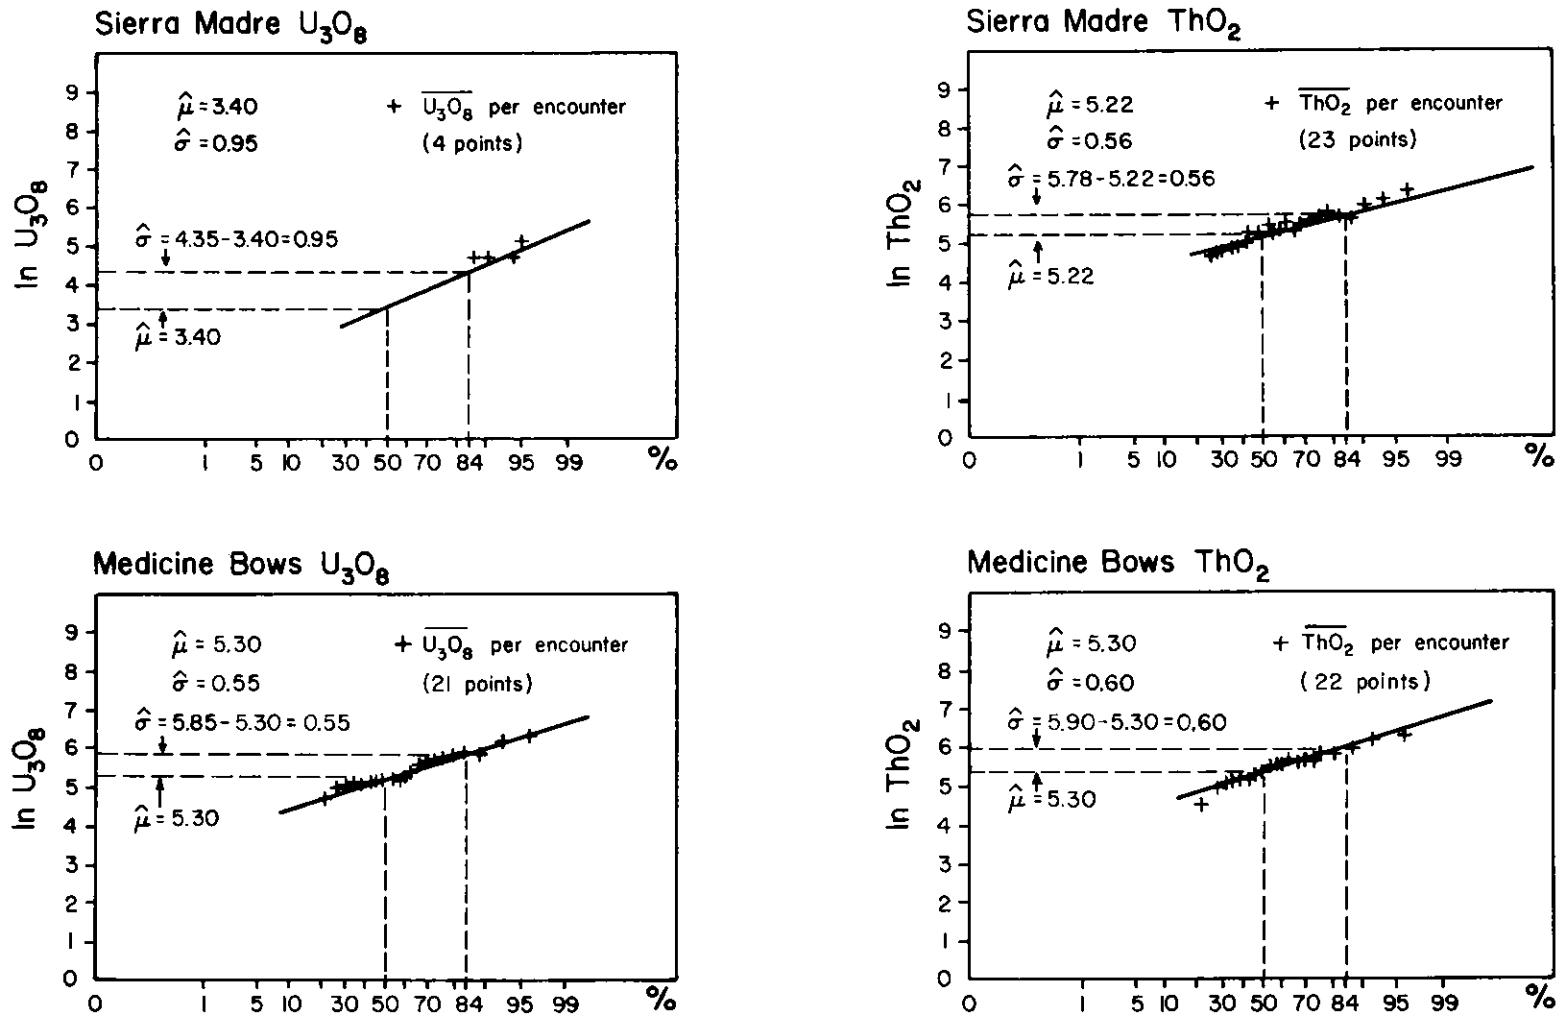 Sierra Madre U₃O₈
μ̂ = 3.40
σ̂ = 0.95
+ U₃O₈ per encounter
(4 points)
σ̂ = 4.35-3.40=0.95
μ̂ = 3.40
ln U₃O₈
9
8
7
6
5
4
3
2
1
0
0 1 5 10 30 50 70 84 95 99 %
Sierra Madre ThO₂
μ̂ = 5.22
σ̂ = 0.56
+ ThO₂ per encounter
(23 points)
σ̂ = 5.78-5.22=0.56
μ̂ = 5.22
ln ThO₂
9
8
7
6
5
4
3
2
1
0
0 1 5 10 30 50 70 84 95 99 %
Medicine Bows U₃O₈
μ̂ = 5.30
σ̂ = 0.55
+ U₃O₈ per encounter
(21 points)
σ̂ = 5.85-5.30 = 0.55
μ̂ = 5.30
ln U₃O₈
9
8
7
6
5
4
3
2
1
0
0 1 5 10 30 50 70 84 95 99 %
Medicine Bows ThO₂
μ̂ = 5.30
σ̂ = 0.60
+ ThO₂ per encounter
(22 points)
σ̂ = 5.90-5.30=0.60
μ̂ = 5.30
ln ThO₂
9
8
7
6
5
4
3
2
1
0
0 1 5 10 30 50 70 84 95 99 %